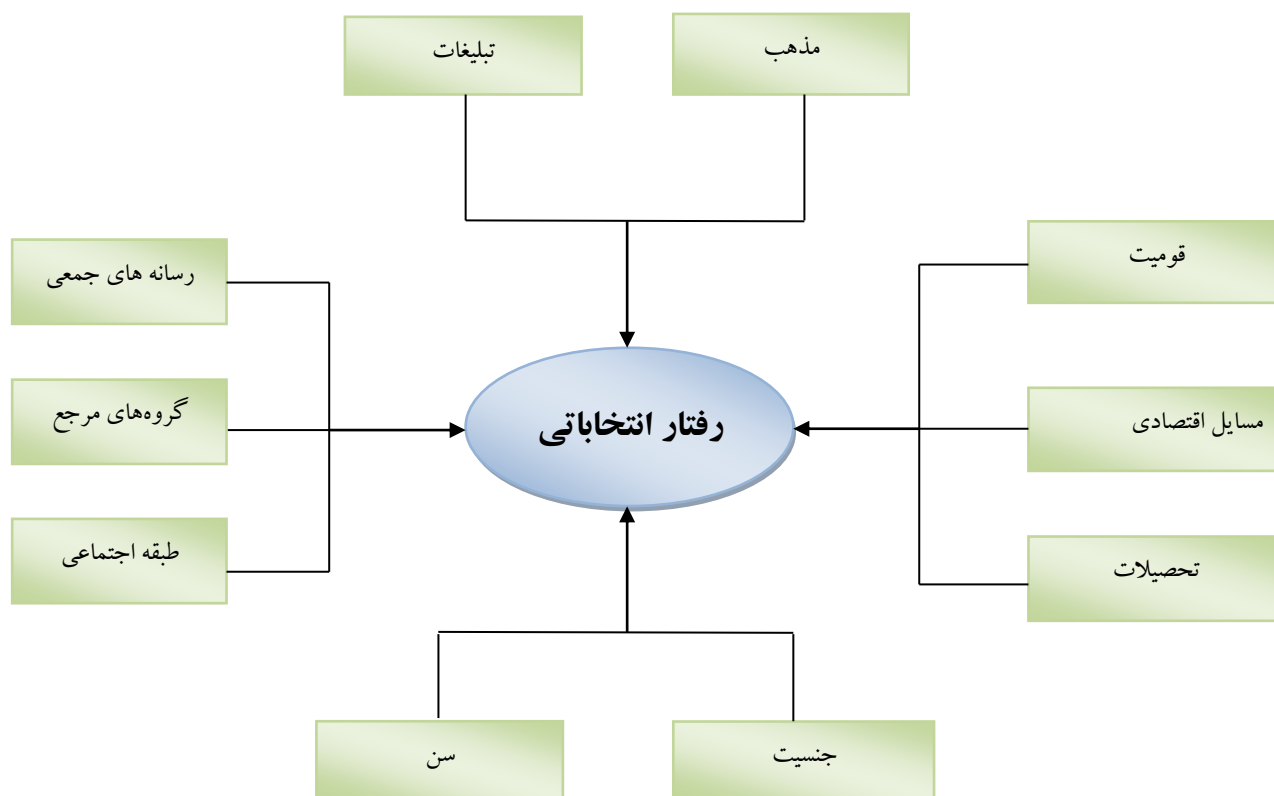 مذهب
تبلیغات
قومیت
رسانه های جمعی
مسایل اقتصادی
رفتار انتخاباتی
گروه‌های مرجع
تحصیلات
طبقه اجتماعی
جنسیت
سن